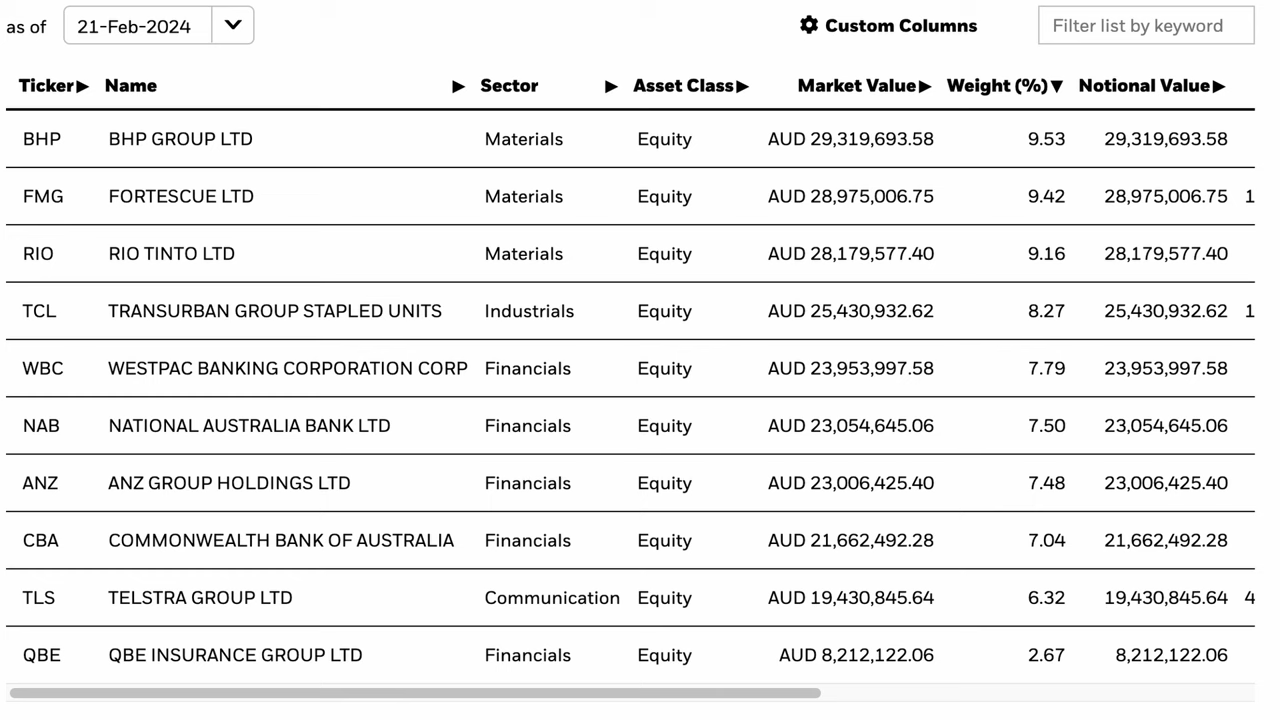 as of 21-Feb-2024 Custom Columns Filter list by keyword
Ticker Name Sector Asset Class Market Value Weight (%) Notional Value
BHP BHP GROUP LTD Materials Equity AUD 29,319,693.58 9.53 29,319,693.58
FMG FORTESCUE LTD Materials Equity AUD 28,975,006.75 9.42 28,975,006.75 1
RIO RIO TINTO LTD Materials Equity AUD 28,179,577.40 9.16 28,179,577.40
TCL TRANSURBAN GROUP STAPLED UNITS Industrials Equity AUD 25,430,932.62 8.27 25,430,932.62 1
WBC WESTPAC BANKING CORPORATION CORP Financials Equity AUD 23,953,997.58 7.79 23,953,997.58
NAB NATIONAL AUSTRALIA BANK LTD Financials Equity AUD 23,054,645.06 7.50 23,054,645.06
ANZ ANZ GROUP HOLDINGS LTD Financials Equity AUD 23,006,425.40 7.48 23,006,425.40
CBA COMMONWEALTH BANK OF AUSTRALIA Financials Equity AUD 21,662,492.28 7.04 21,662,492.28
TLS TELSTRA GROUP LTD Communication Equity AUD 19,430,845.64 6.32 19,430,845.64 4
QBE QBE INSURANCE GROUP LTD Financials Equity AUD 8,212,122.06 2.67 8,212,122.06